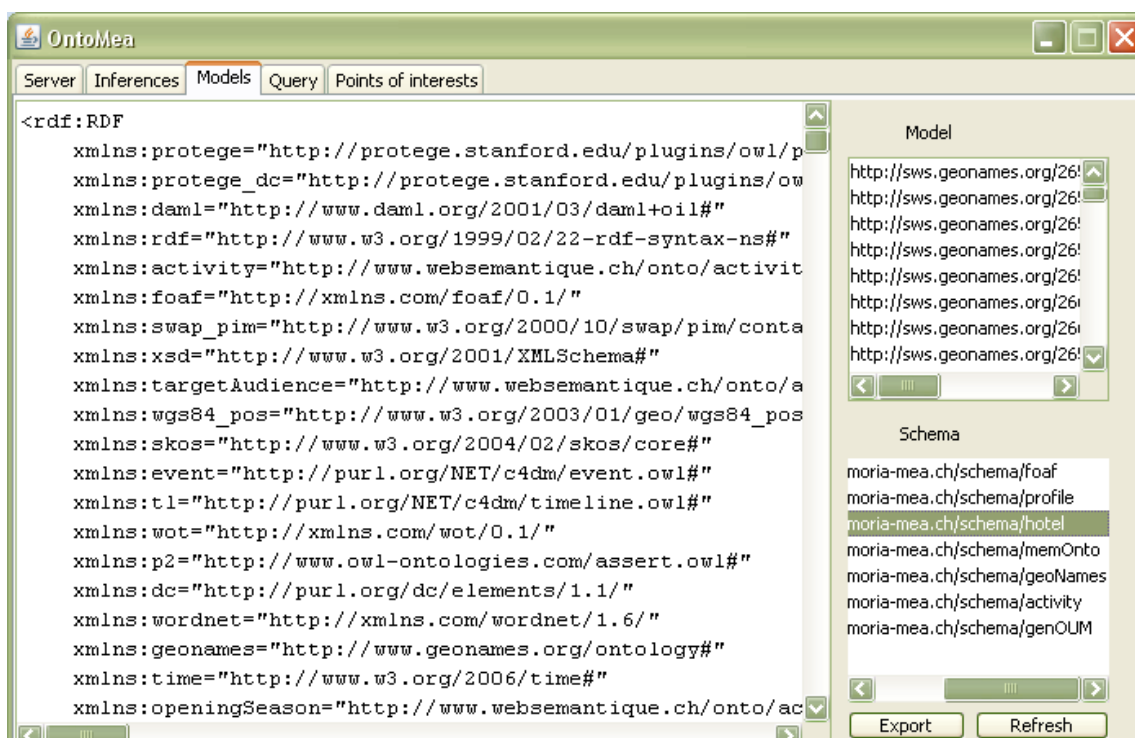 OntoMea
Server Inferences Models Query Points of interests
<rdf:RDF
xmlns:protege="http://protege.stanford.edu/plugins/owl/p
xmlns:protege_dc="http://protege.stanford.edu/plugins/ow
xmlns:daml="http://www.daml.org/2001/03/daml+oil#"
xmlns:rdf="http://www.w3.org/1999/02/22-rdf-syntax-ns#"
xmlns:activity="http://www.websemantique.ch/onto/activit
xmlns:foaf="http://xmlns.com/foaf/0.1/"
xmlns:swap_pim="http://www.w3.org/2000/10/swap/pim/conta
xmlns:xsd="http://www.w3.org/2001/XMLSchema#"
xmlns:targetAudience="http://www.websemantique.ch/onto/a
xmlns:wgs84_pos="http://www.w3.org/2003/01/geo/wgs84_pos
xmlns:skos="http://www.w3.org/2004/02/skos/core#"
xmlns:event="http://purl.org/NET/c4dm/event.owl#"
xmlns:tl="http://purl.org/NET/c4dm/timeline.owl#"
xmlns:wot="http://xmlns.com/wot/0.1/"
xmlns:p2="http://www.owl-ontologies.com/assert.owl#"
xmlns:dc="http://purl.org/dc/elements/1.1/"
xmlns:wordnet="http://xmlns.com/wordnet/1.6/"
xmlns:geonames="http://www.geonames.org/ontology#"
xmlns:time="http://www.w3.org/2006/time#"
xmlns:openingSeason="http://www.websemantique.ch/onto/ac
Model
http://sws.geonames.org/265
http://sws.geonames.org/265
http://sws.geonames.org/265
http://sws.geonames.org/265
http://sws.geonames.org/265
http://sws.geonames.org/266
http://sws.geonames.org/266
http://sws.geonames.org/265
Schema
moria-mea.ch/schema/foaf
moria-mea.ch/schema/profile
moria-mea.ch/schema/hotel
moria-mea.ch/schema/memOnto
moria-mea.ch/schema/geoNames
moria-mea.ch/schema/activity
moria-mea.ch/schema/genOUM
Export Refresh